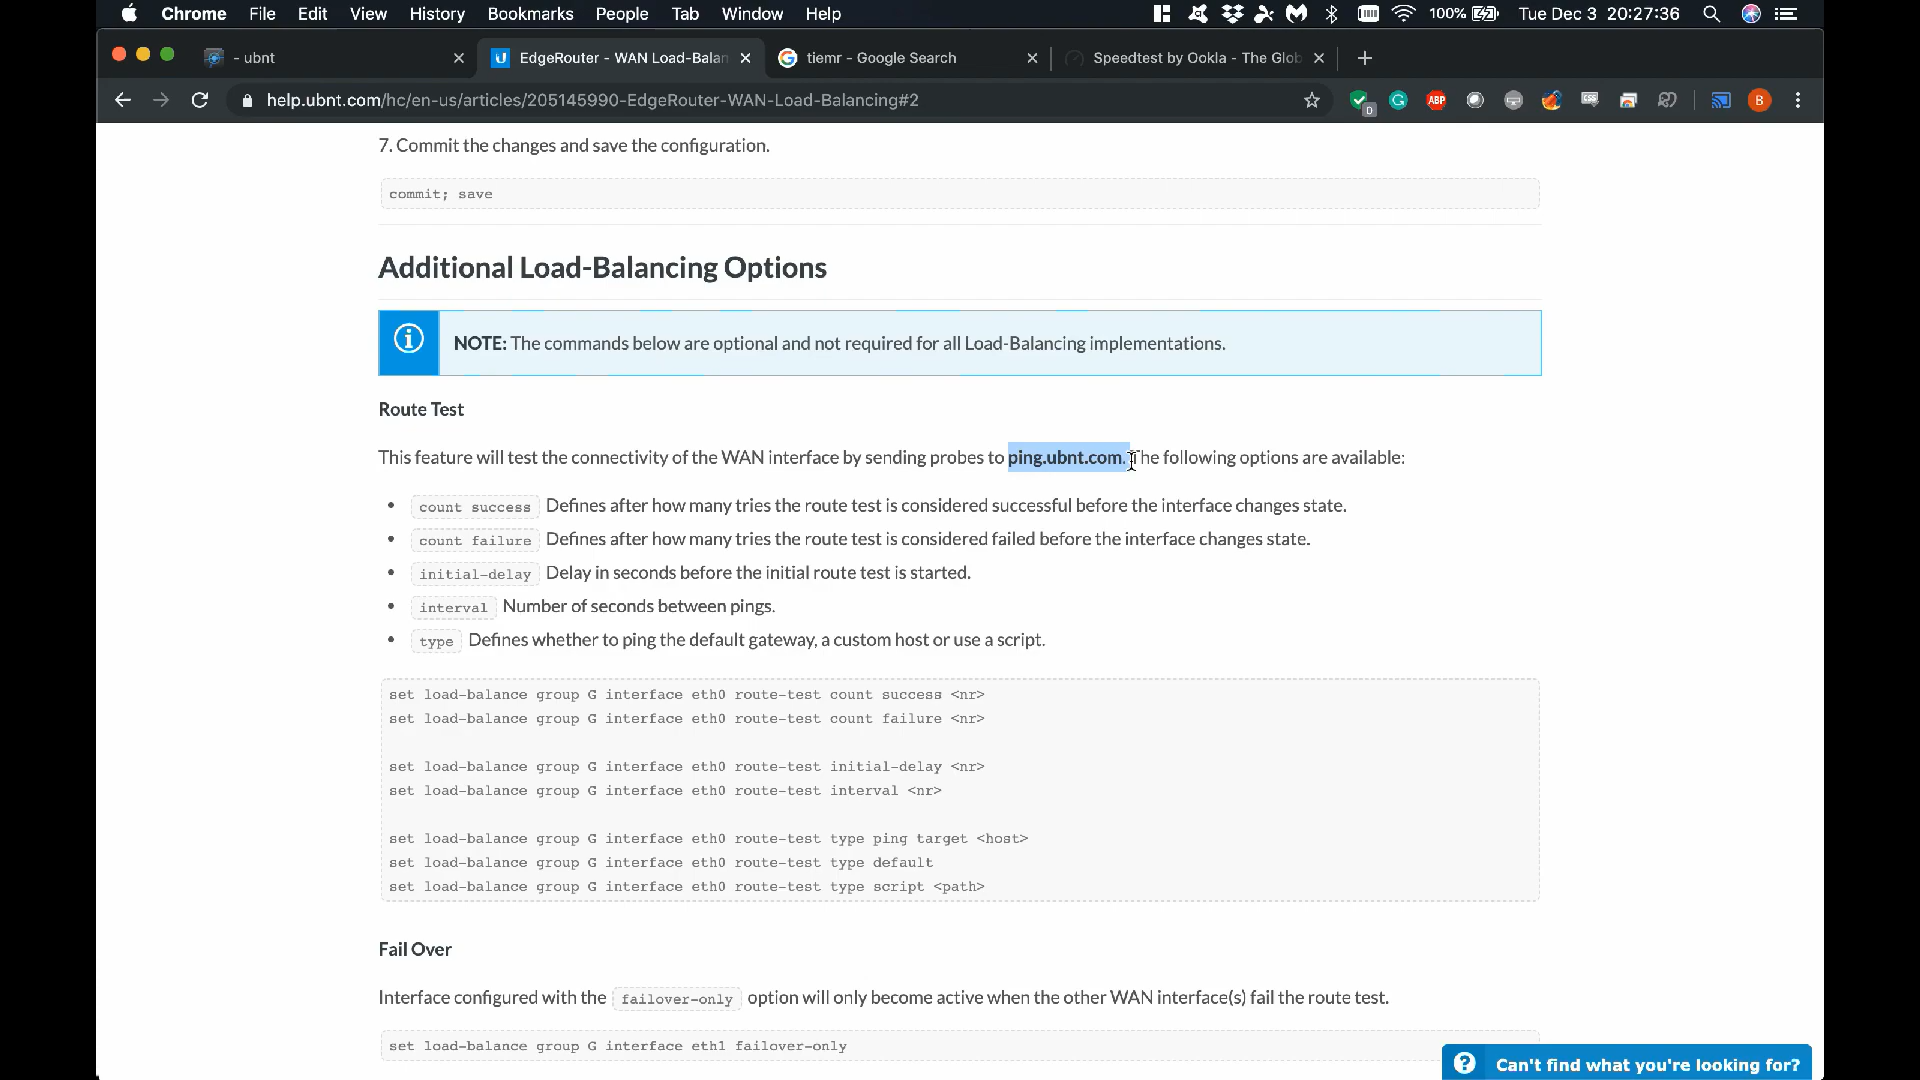 Chrome File Edit View History Bookmarks People Tab Window Help 100% Tue Dec 3 20:27:36
- ubnt
EdgeRouter - WAN Load-Balan
tiemr - Google Search
Speedtest by Ookla - The Glob
help.ubnt.com/hc/en-us/articles/205145990-EdgeRouter-WAN-Load-Balancing#2
7. Commit the changes and save the configuration.
commit; save
Additional Load-Balancing Options
NOTE: The commands below are optional and not required for all Load-Balancing implementations.
Route Test
This feature will test the connectivity of the WAN interface by sending probes to ping.ubnt.com. The following options are available:
• count success Defines after how many tries the route test is considered successful before the interface changes state.
• count failure Defines after how many tries the route test is considered failed before the interface changes state.
• initial-delay Delay in seconds before the initial route test is started.
• interval Number of seconds between pings.
• type Defines whether to ping the default gateway, a custom host or use a script.
set load-balance group G interface eth0 route-test count success <nr>
set load-balance group G interface eth0 route-test count failure <nr>
set load-balance group G interface eth0 route-test initial-delay <nr>
set load-balance group G interface eth0 route-test interval <nr>
set load-balance group G interface eth0 route-test type ping target <host>
set load-balance group G interface eth0 route-test type default
set load-balance group G interface eth0 route-test type script <path>
Fail Over
Interface configured with the failover-only option will only become active when the other WAN interface(s) fail the route test.
set load-balance group G interface eth1 failover-only
Can't find what you're looking for?